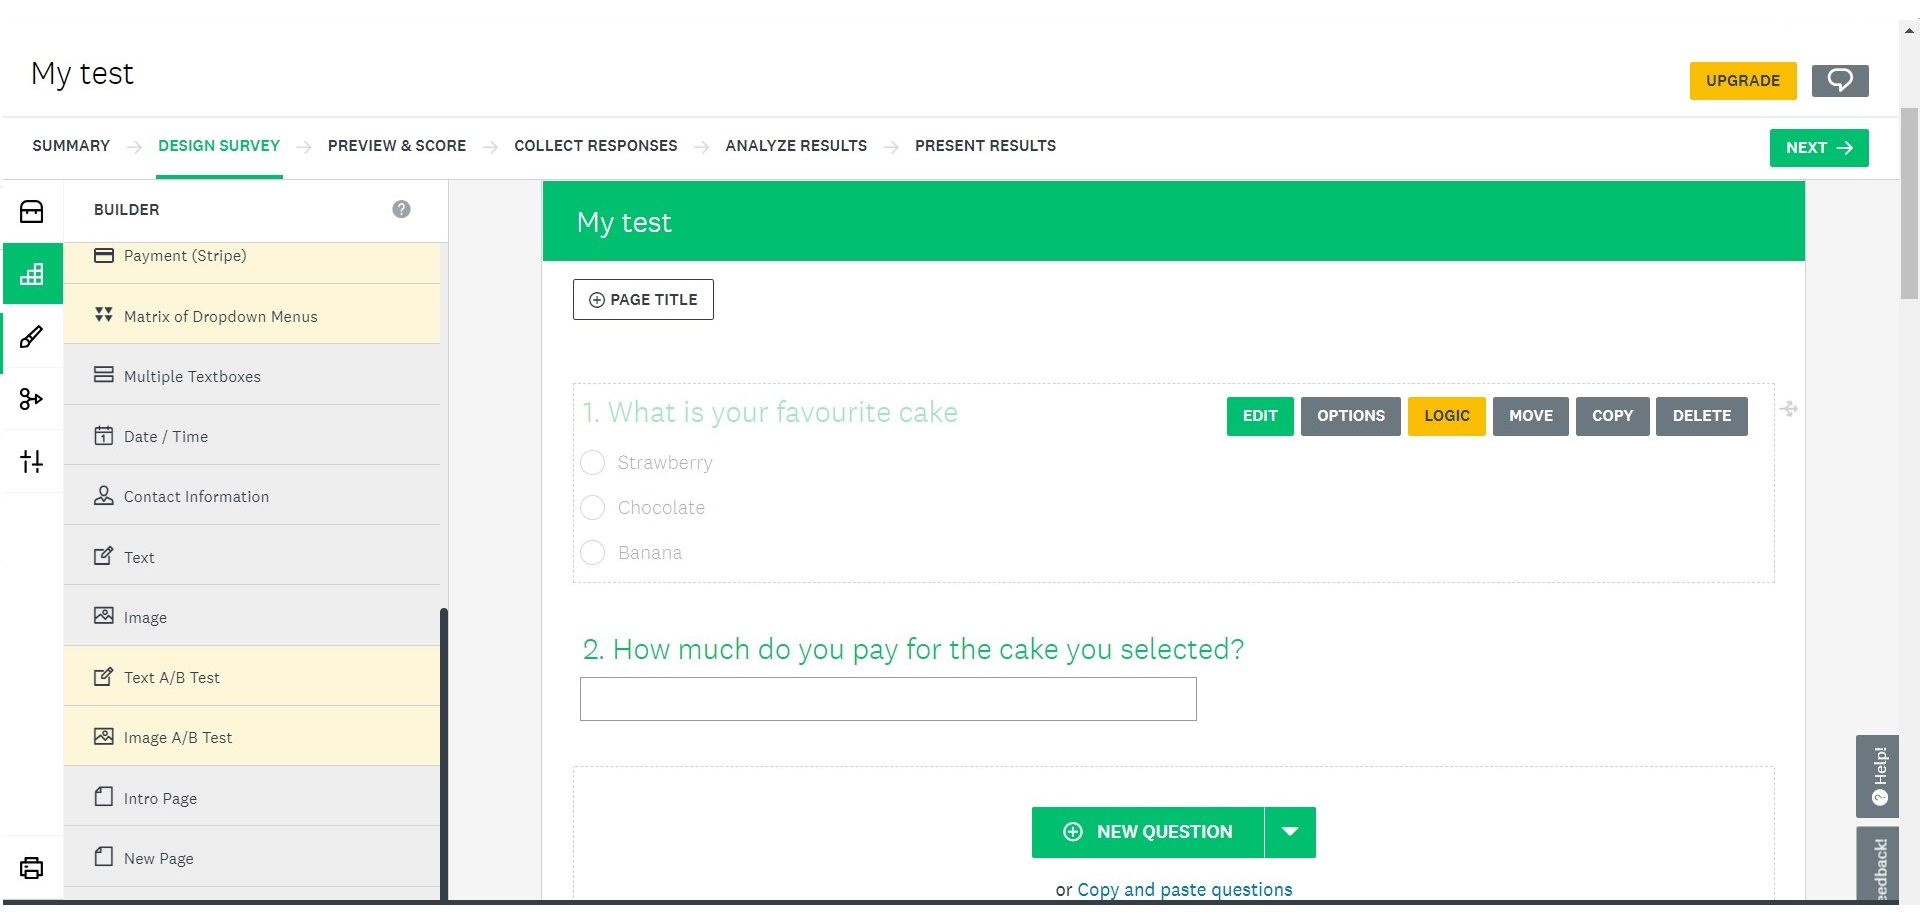 My test
UPGRADE
SUMMARY DESIGN SURVEY PREVIEW & SCORE COLLECT RESPONSES ANALYZE RESULTS PRESENT RESULTS
NEXT
BUILDER ?
Payment (Stripe)
Matrix of Dropdown Menus
Multiple Textboxes
1 Date / Time
Contact Information
Text
Image
Text A/B Test
Image A/B Test
Intro Page
New Page
My test
PAGE TITLE
1. What is your favourite cake
EDIT OPTIONS LOGIC MOVE COPY DELETE
Strawberry
Chocolate
Banana
2. How much do you pay for the cake you selected?
NEW QUESTION
or Copy and paste questions
? Help!
eedback!